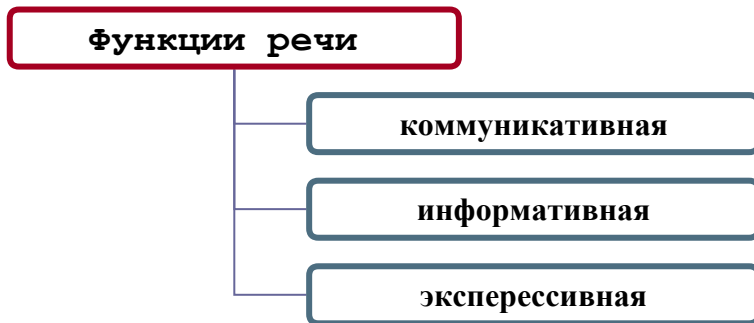 Функции речи
коммуникативная
информативная
эксперессивная